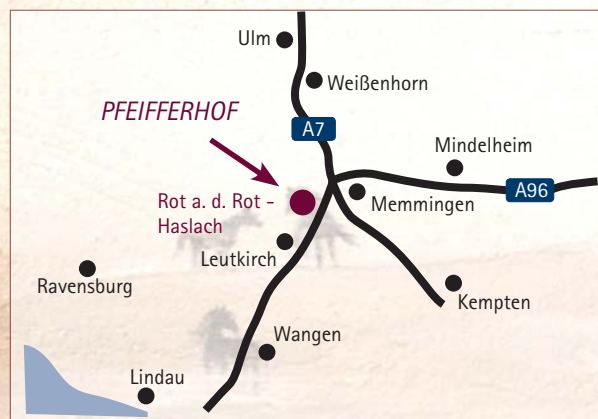 Ulm
Weißenhorn
PFEIFFERHOF
A7
Mindelheim
A96
Memmingen
Rot a. d. Rot -
Haslach
Leutkirch
Ravensburg
Kempten
Wangen
Lindau